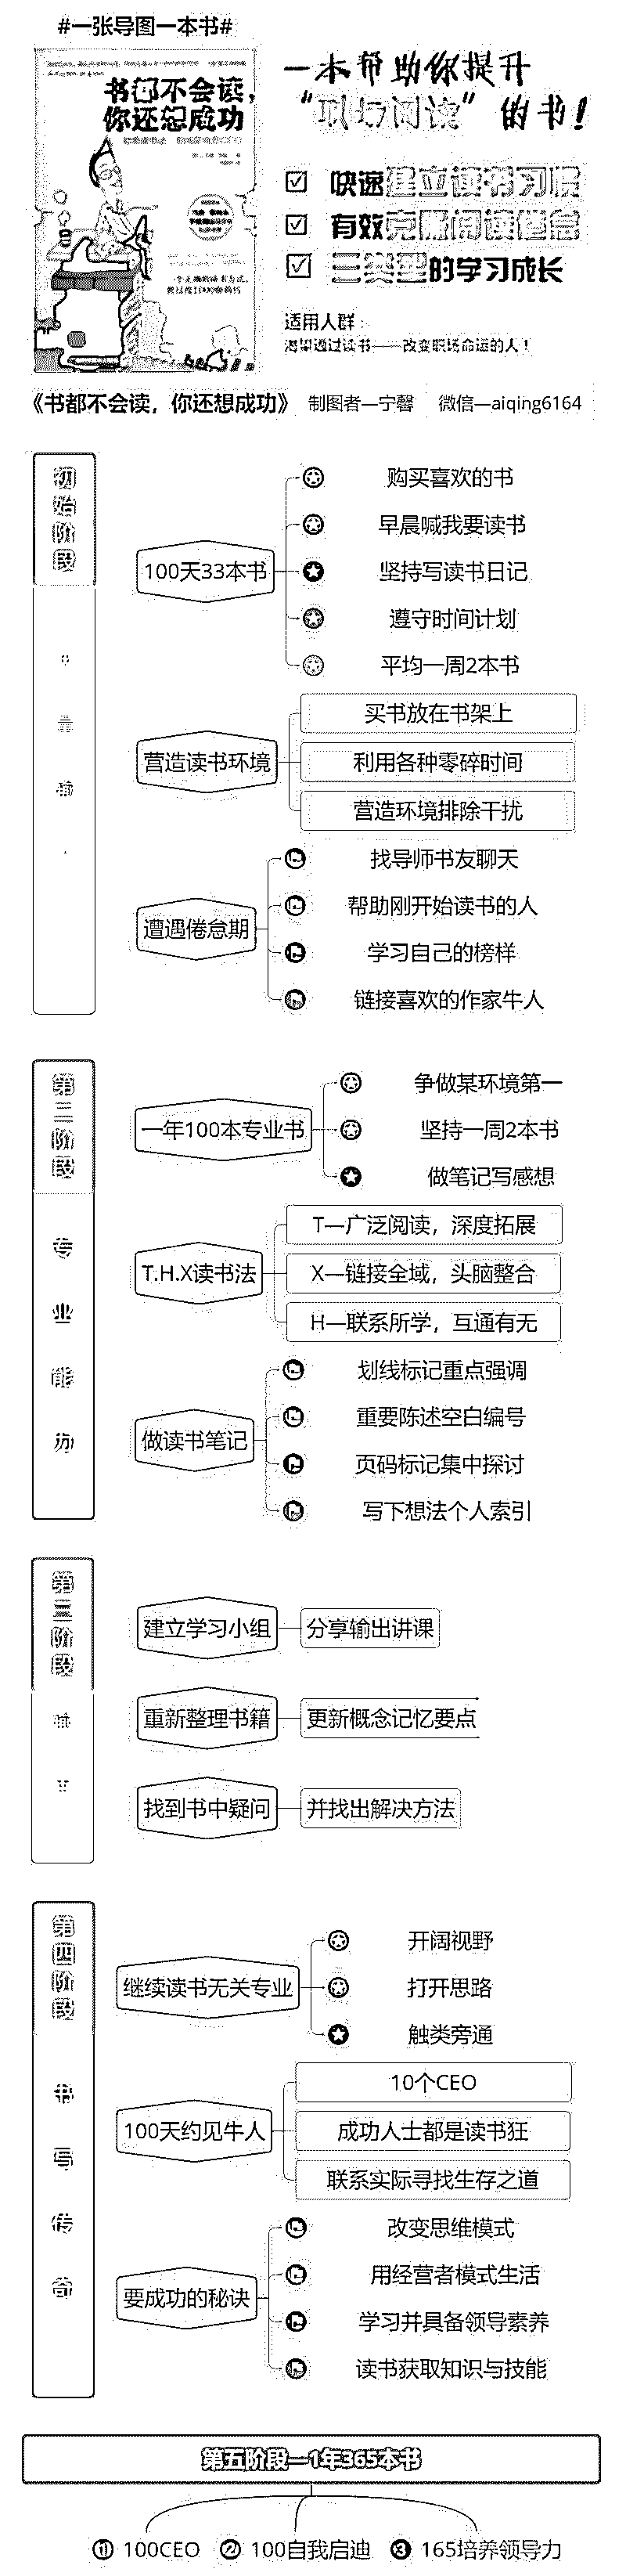 #一张导图一本书#
书都不会读，
你还想成功
一本帮助你提升
“职场阅读”的书！
快速建立读书习惯
有效克服阅读倦怠
三类型的学习成长
适用人群：
渴望通过读书——改变职场命运的人！
《书都不会读，你还想成功》 制图者—宁馨 微信—aiqing6164
初始阶段
100天33本书
购买喜欢的书
早晨喊我要读书
坚持写读书日记
遵守时间计划
平均一周2本书
营造读书环境
买书放在书架上
利用各种零碎时间
营造环境排除干扰
遭遇倦怠期
找导师书友聊天
帮助刚开始读书的人
学习自己的榜样
链接喜欢的作家牛人
第二阶段
专业能力
一年100本专业书
争做某环境第一
坚持一周2本书
做笔记写感想
T.H.X读书法
T—广泛阅读，深度拓展
X—链接全域，头脑整合
H—联系所学，互通有无
做读书笔记
划线标记重点强调
重要陈述空白编号
页码标记集中探讨
写下想法个人索引
第三阶段
建立学习小组
分享输出讲课
重新整理书籍
更新概念记忆要点
找到书中疑问
并找出解决方法
第四阶段
书写传奇
继续读书无关专业
开阔视野
打开思路
触类旁通
100天约见牛人
10个CEO
成功人士都是读书狂
联系实际寻找生存之道
要成功的秘诀
改变思维模式
用经营者模式生活
学习并具备领导素养
读书获取知识与技能
第五阶段—1年365本书
1 100CEO 2 100自我启迪 3 165培养领导力